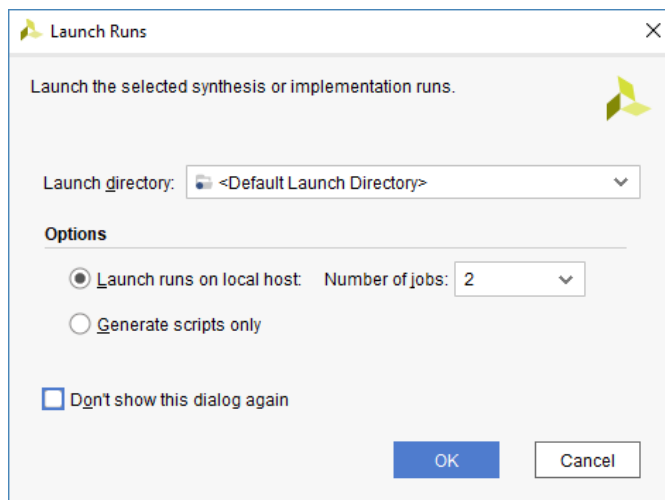 Launch Runs
Launch the selected synthesis or implementation runs.
Launch directory: <Default Launch Directory>
Options
Launch runs on local host: Number of jobs: 2
Generate scripts only
Don't show this dialog again
OK Cancel